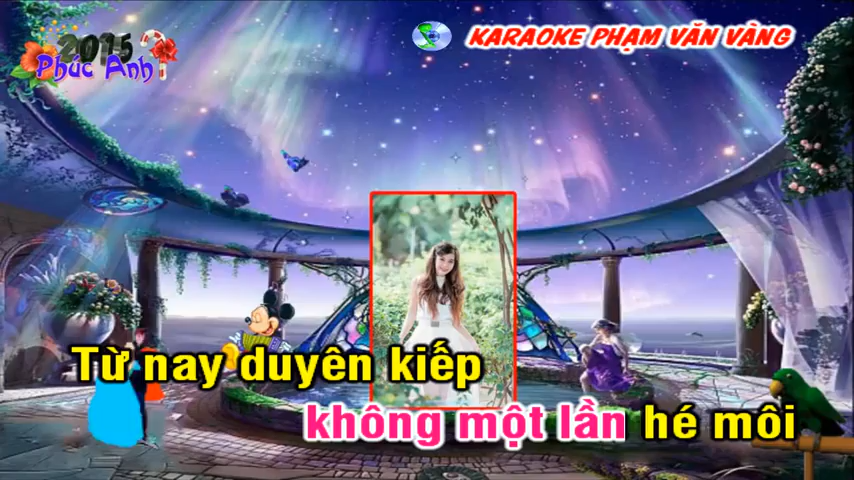 2015
Phúc Anh
KARAOKE PHẠM VĂN VÀNG
Từ nay duyên kiếp
không một lần hé môi